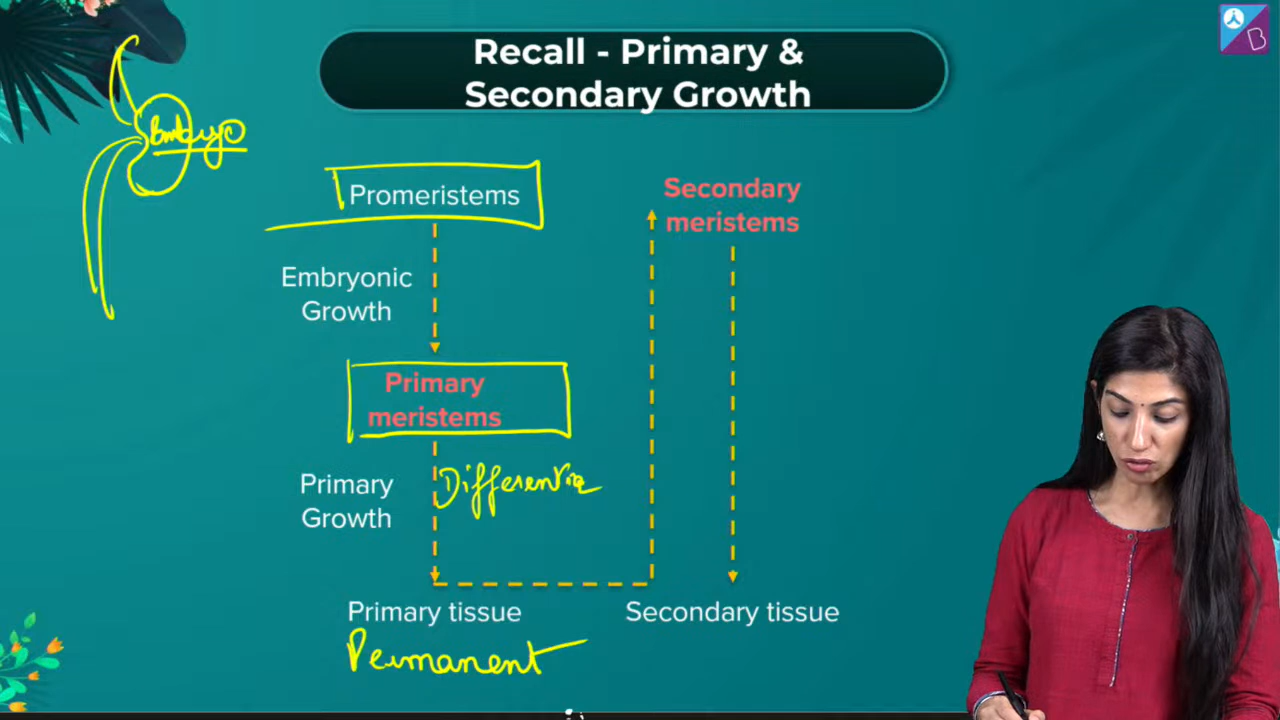 Recall - Primary &
Secondary Growth
Embryo
Promeristems
Secondary
meristems
Embryonic
Growth
Primary
meristems
Primary
Growth
Differentia
Primary tissue
Secondary tissue
Permanent
B